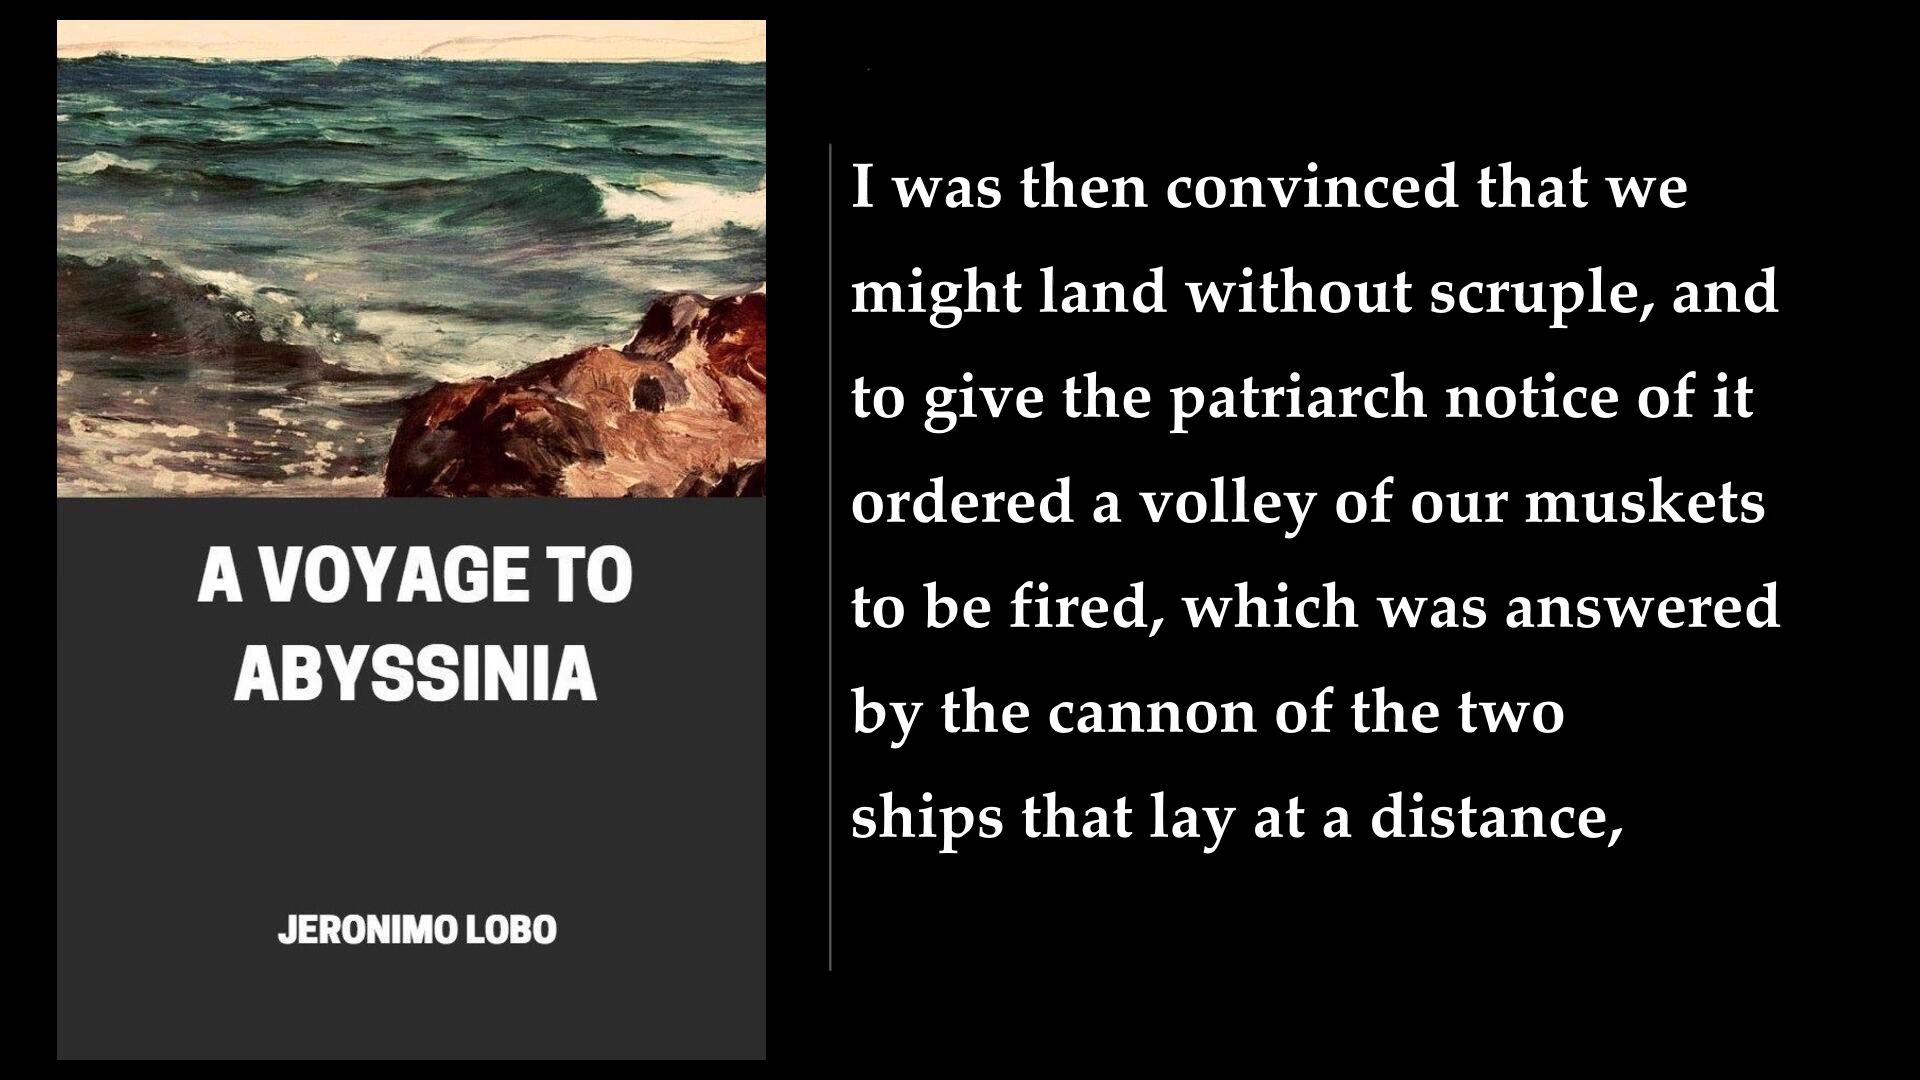 A VOYAGE TO
ABYSSINIA
JERONIMO LOBO
I was then convinced that we
might land without scruple, and
to give the patriarch notice of it
ordered a volley of our muskets
to be fired, which was answered
by the cannon of the two
ships that lay at a distance,